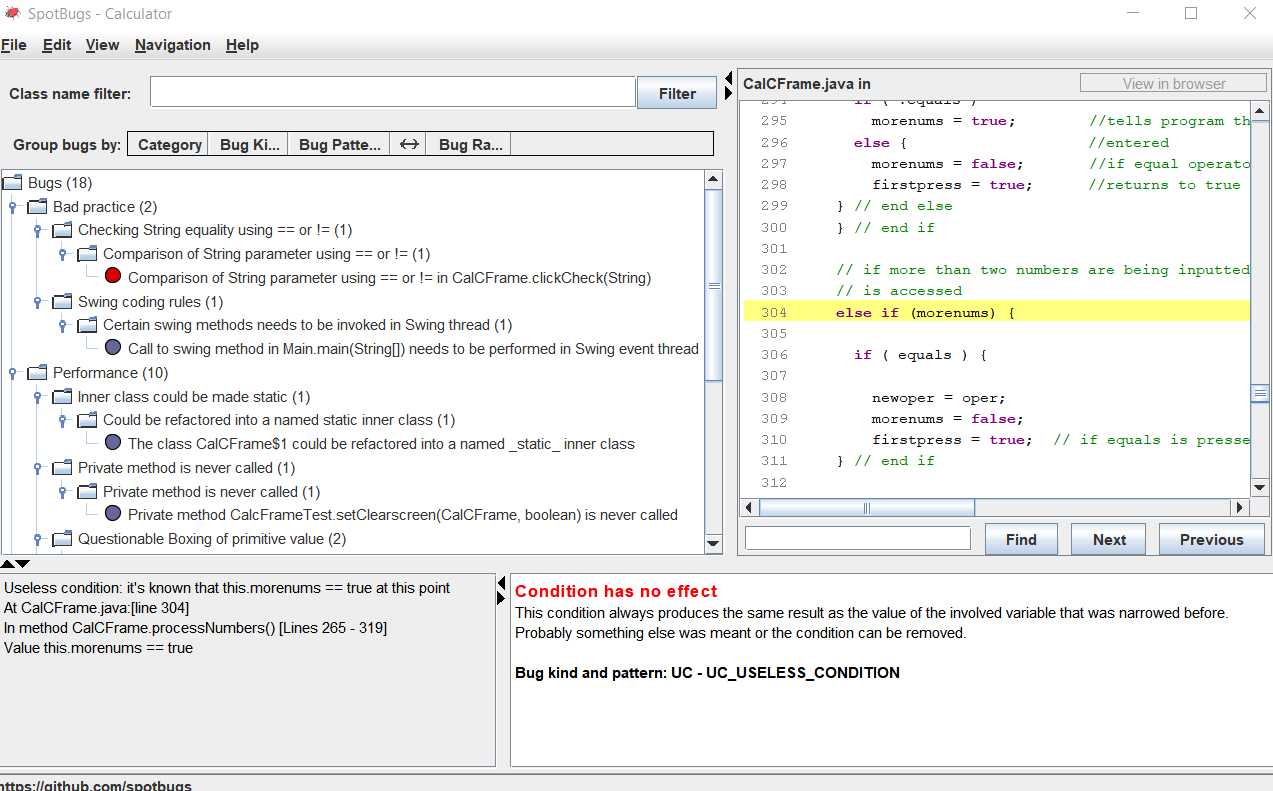 SpotBugs - Calculator
File Edit View Navigation Help
Class name filter: Filter
Group bugs by: Category Bug Ki... Bug Patte... ↔ Bug Ra...
Bugs (18)
Bad practice (2)
Checking String equality using == or != (1)
Comparison of String parameter using == or != (1)
Comparison of String parameter using == or != in CalCFrame.clickCheck(String)
Swing coding rules (1)
Certain swing methods needs to be invoked in Swing thread (1)
Call to swing method in Main.main(String[]) needs to be performed in Swing event thread
Performance (10)
Inner class could be made static (1)
Could be refactored into a named static inner class (1)
The class CalCFrame$1 could be refactored into a named _static_ inner class
Private method is never called (1)
Private method is never called (1)
Private method CalcFrameTest.setClearscreen(CalCFrame, boolean) is never called
Questionable Boxing of primitive value (2)
CalCFrame.java in View in browser
295 morenums = true; //tells program th
296 else { //entered
297 morenums = false; //if equal operato
298 firstpress = true; //returns to true
299 } // end else
300 } // end if
301
302 // if more than two numbers are being inputted
303 // is accessed
304 else if (morenums) {
305
306 if ( equals ) {
307
308 newoper = oper;
309 morenums = false;
310 firstpress = true; // if equals is presse
311 } // end if
312
Find Next Previous
Useless condition: it's known that this.morenums == true at this point
At CalCFrame.java:[line 304]
In method CalCFrame.processNumbers() [Lines 265 - 319]
Value this.morenums == true
Condition has no effect
This condition always produces the same result as the value of the involved variable that was narrowed before.
Probably something else was meant or the condition can be removed.
Bug kind and pattern: UC - UC_USELESS_CONDITION
https://github.com/spotbugs